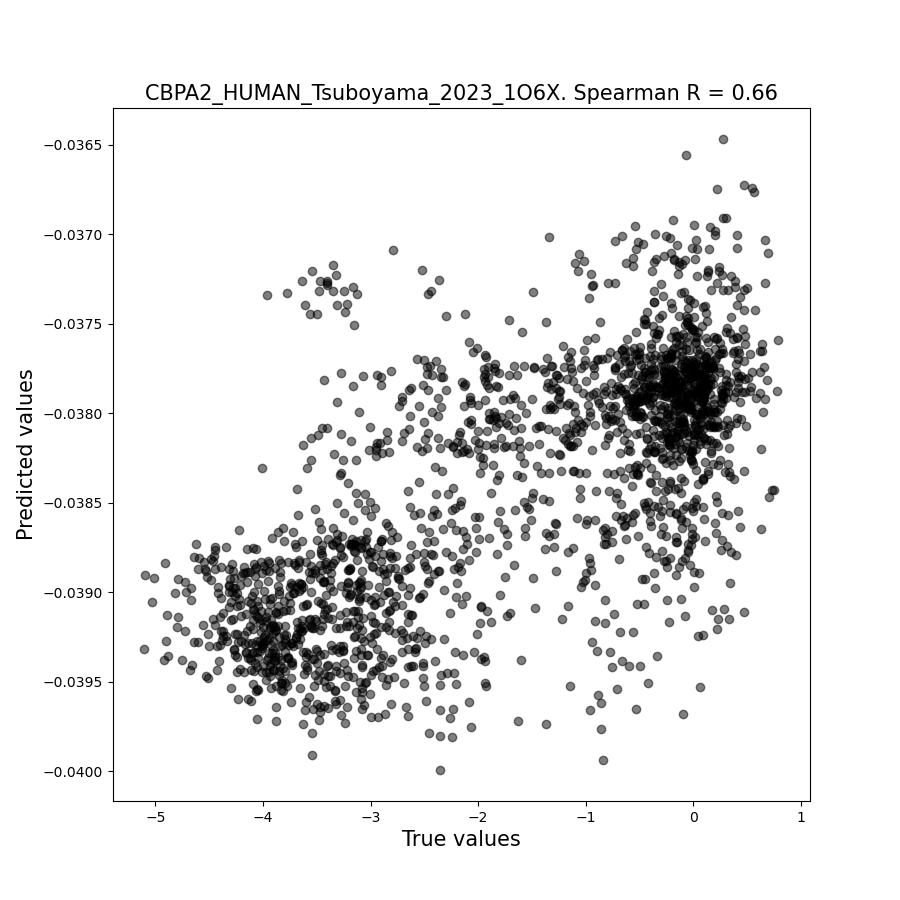 CBPA2_HUMAN_Tsuboyama_2023_1O6X. Spearman R = 0.66
−0.0365
−0.0370
−0.0375
−0.0380
−0.0385
−0.0390
−0.0395
−0.0400
Predicted values
−5 −4 −3 −2 −1 0 1
True values